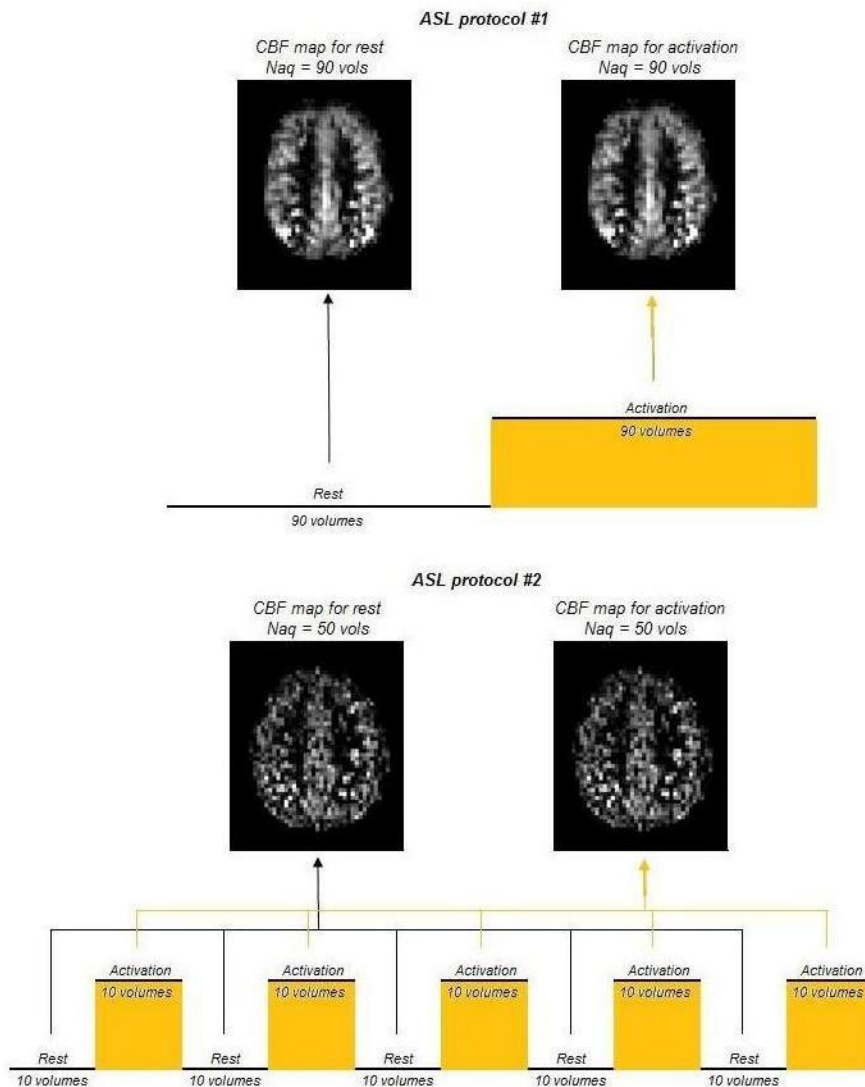 ASL protocol #1
CBF map for rest
Naq = 90 vols
CBF map for activation
Naq = 90 vols
Activation
90 volumes
Rest
90 volumes
ASL protocol #2
CBF map for rest
Naq = 50 vols
CBF map for activation
Naq = 50 vols
Activation
10 volumes
Activation
10 volumes
Activation
10 volumes
Activation
10 volumes
Activation
10 volumes
Rest
10 volumes
Rest
10 volumes
Rest
10 volumes
Rest
10 volumes
Rest
10 volumes